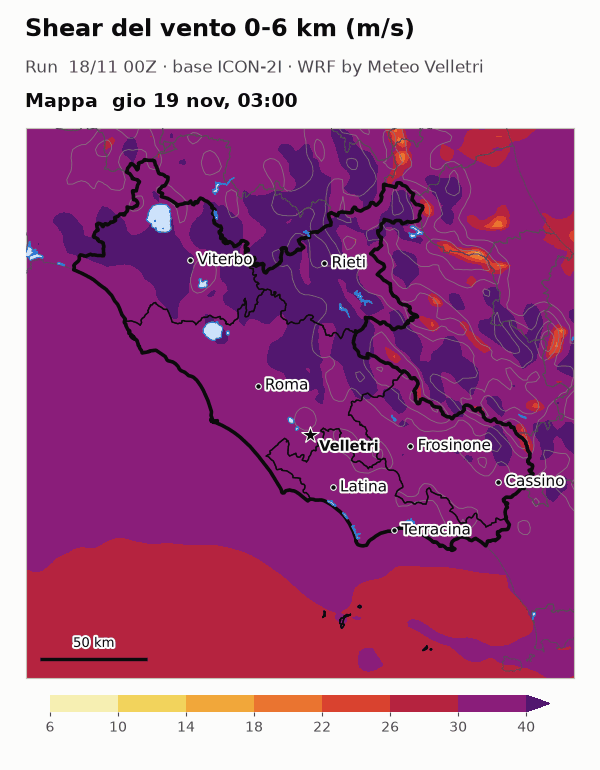 Shear del vento 0-6 km (m/s)
Run  18/11 00Z · base ICON-2I · WRF by Meteo Velletri
Mappa  gio 19 nov, 03:00
Viterbo
Rieti
Roma
Velletri
Frosinone
Latina
Cassino
Terracina
50 km
6 10 14 18 22 26 30 40